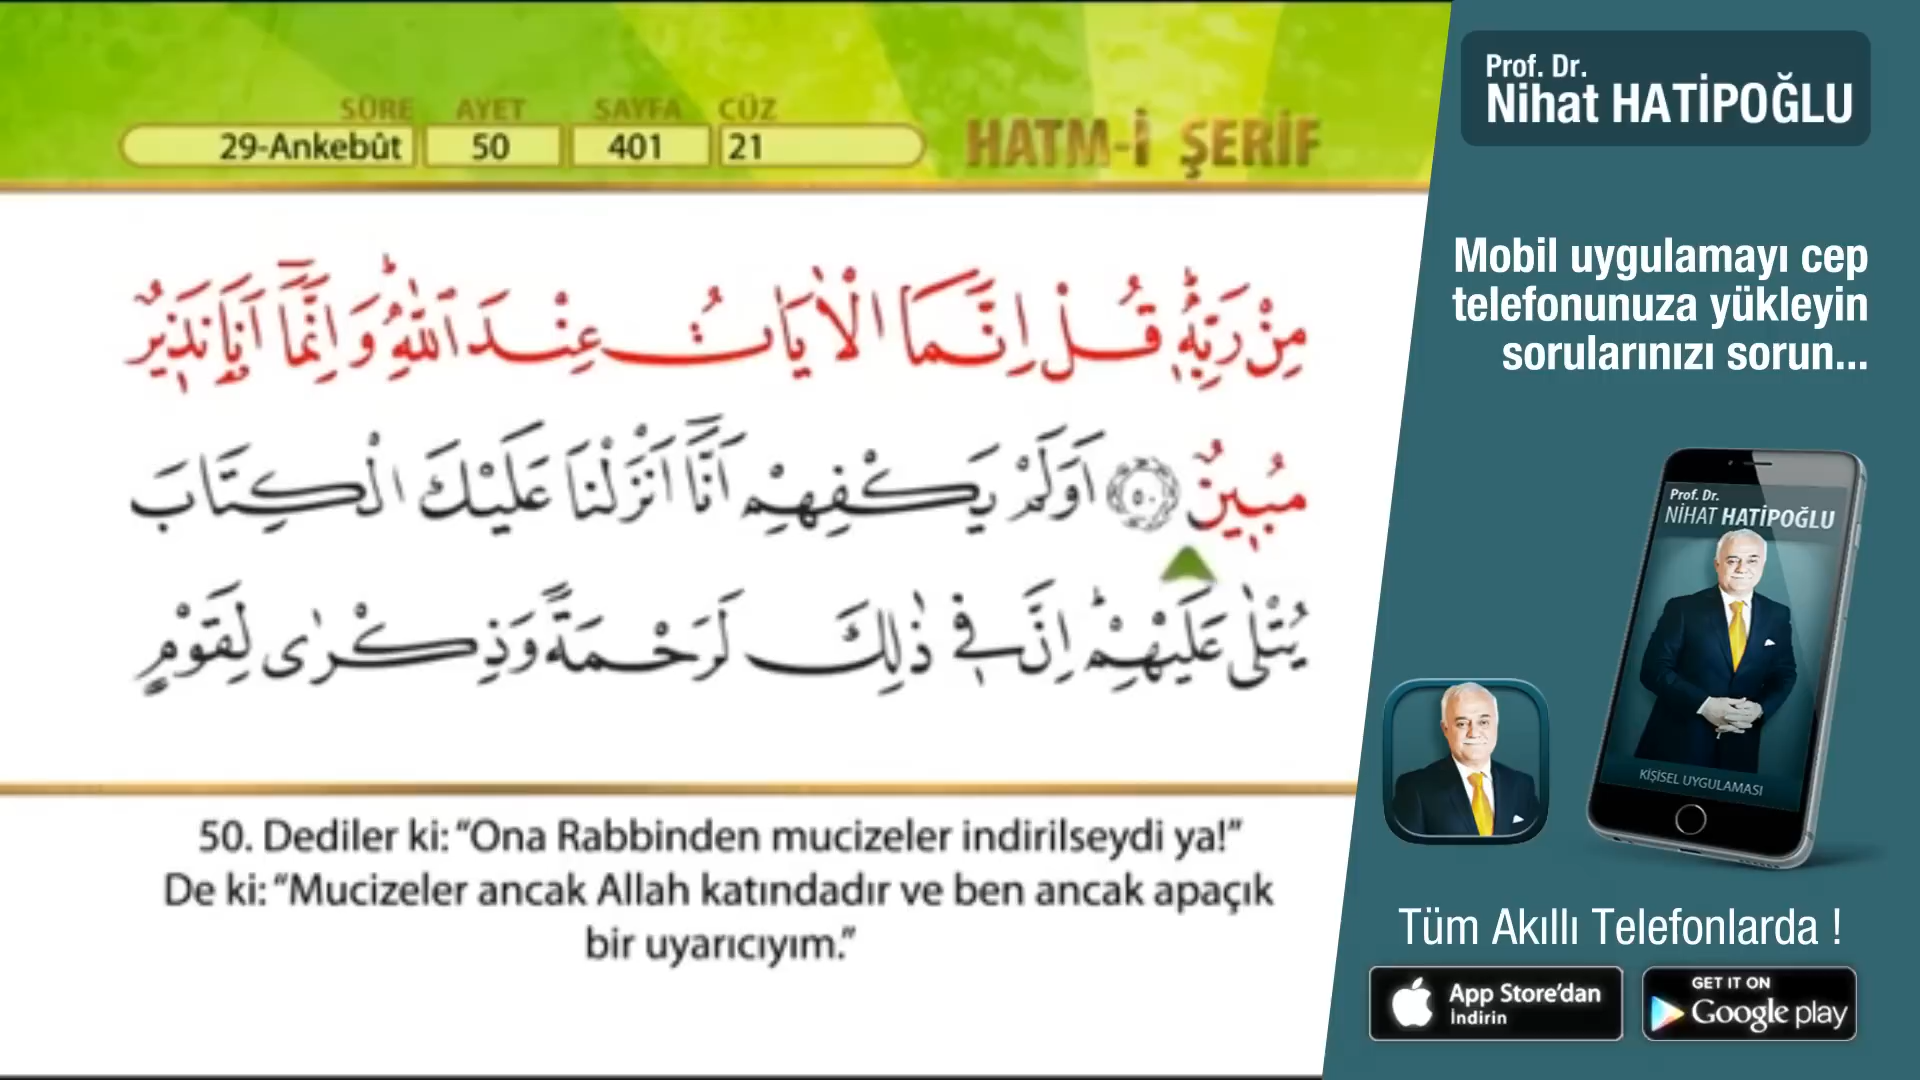 SÛRE AYET SAYFA CÜZ
29-Ankebût 50 401 21
HATM-İ ŞERİF
مِنْ رَبِّهٖۜ قُلْ اِنَّمَا الْاٰيَاتُ عِنْدَ اللّٰهِۜ وَاِنَّمَٓا اَنَا۬ نَذٖيرٌ
مُبٖينٌ ﴿٥٠﴾ اَوَلَمْ يَكْفِهِمْ اَنَّٓا اَنْزَلْنَا عَلَيْكَ الْكِتَابَ
يُتْلٰى عَلَيْهِمْۜ اِنَّ فٖي ذٰلِكَ لَرَحْمَةً وَذِكْرٰى لِقَوْمٍ
50. Dediler ki: “Ona Rabbinden mucizeler indirilseydi ya!”
De ki: “Mucizeler ancak Allah katındadır ve ben ancak apaçık
bir uyarıcıyım.”
Prof. Dr.
Nihat HATİPOĞLU
Mobil uygulamayı cep
telefonunuza yükleyin
sorularınızı sorun...
Prof. Dr.
NİHAT HATİPOĞLU
KİŞİSEL UYGULAMASI
Tüm Akıllı Telefonlarda !
App Store’dan
İndirin
GET IT ON
Google play